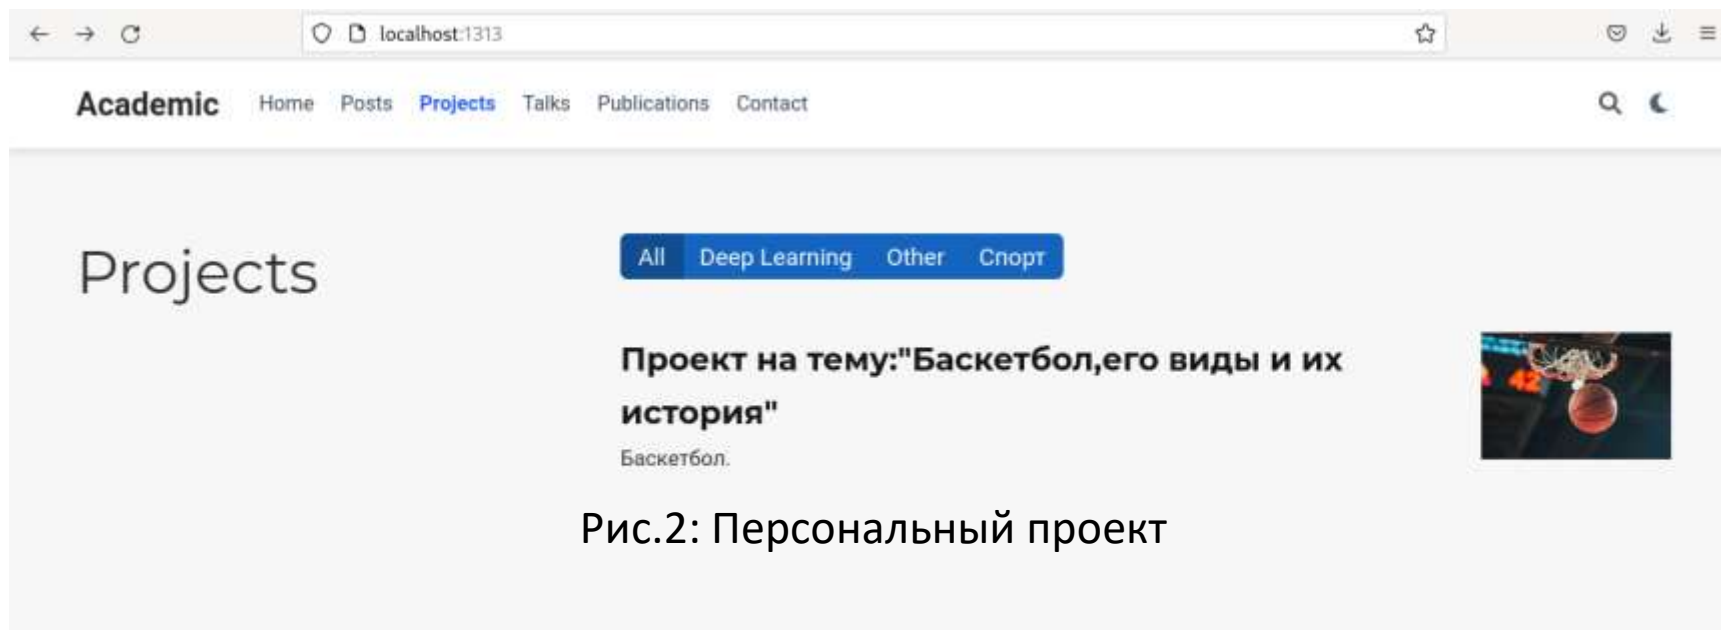 localhost:1313
Academic Home Posts Projects Talks Publications Contact
Projects
All Deep Learning Other Спорт
Проект на тему:"Баскетбол,его виды и их
история"
Баскетбол.
42
Рис.2: Персональный проект